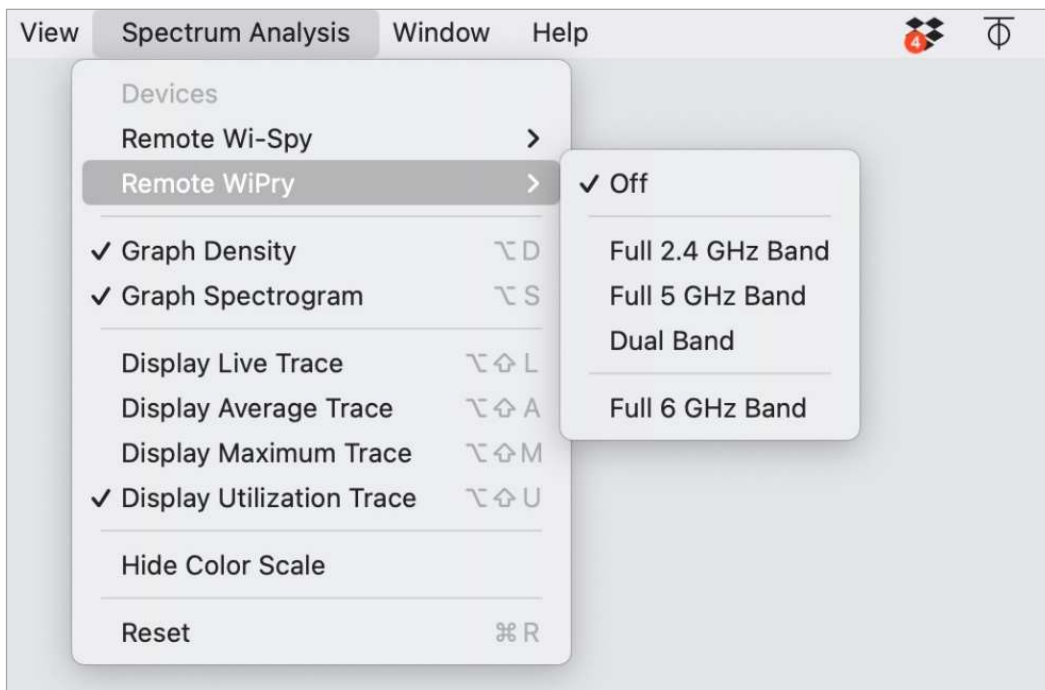 View Spectrum Analysis Window Help
4
Devices
Remote Wi-Spy
Remote WiPry
✓ Graph Density ⌥ D
✓ Graph Spectrogram ⌥ S
Display Live Trace ⌥⇧ L
Display Average Trace ⌥⇧ A
Display Maximum Trace ⌥⇧ M
✓ Display Utilization Trace ⌥⇧ U
Hide Color Scale
Reset ⌘ R
✓ Off
Full 2.4 GHz Band
Full 5 GHz Band
Dual Band
Full 6 GHz Band